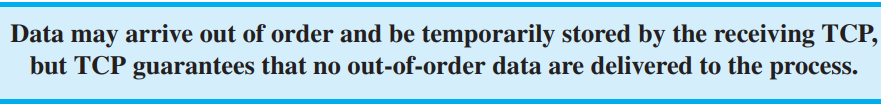 Data may arrive out of order and be temporarily stored by the receiving TCP,
but TCP guarantees that no out-of-order data are delivered to the process.